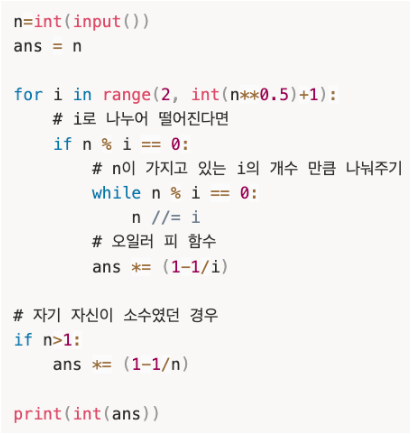 n=int(input())
ans = n
for i in range(2, int(n**0.5)+1):
# i로 나누어 떨어진다면
if n % i == 0:
# n이 가지고 있는 i의 개수 만큼 나눠주기
while n % i == 0:
n //= i
# 오일러 피 함수
ans *= (1-1/i)
# 자기 자신이 소수였던 경우
if n>1:
ans *= (1-1/n)
print(int(ans))